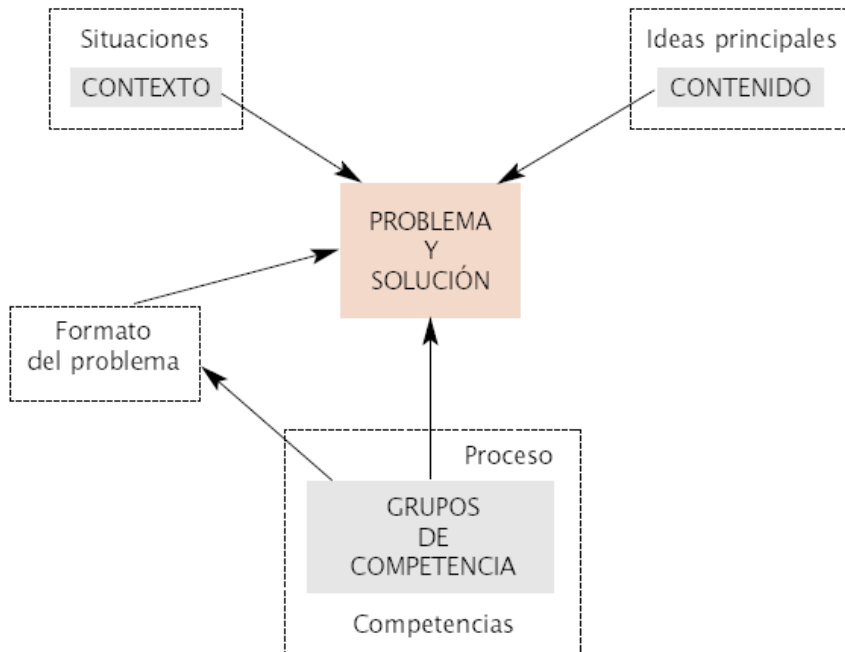 Situaciones
CONTEXTO
Ideas principales
CONTENIDO
PROBLEMA
Y
SOLUCIÓN
Formato
del problema
Proceso
GRUPOS
DE
COMPETENCIA
Competencias